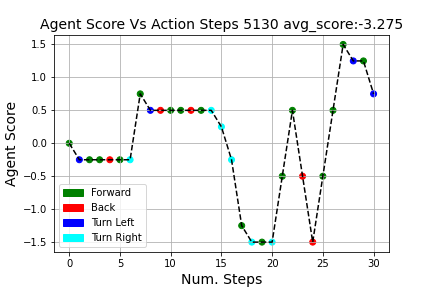 Agent Score Vs Action Steps 5130 avg_score:-3.275
Agent Score
1.5
1.0
0.5
0.0
−0.5
−1.0
−1.5
Forward
Back
Turn Left
Turn Right
0 5 10 15 20 25 30
Num. Steps